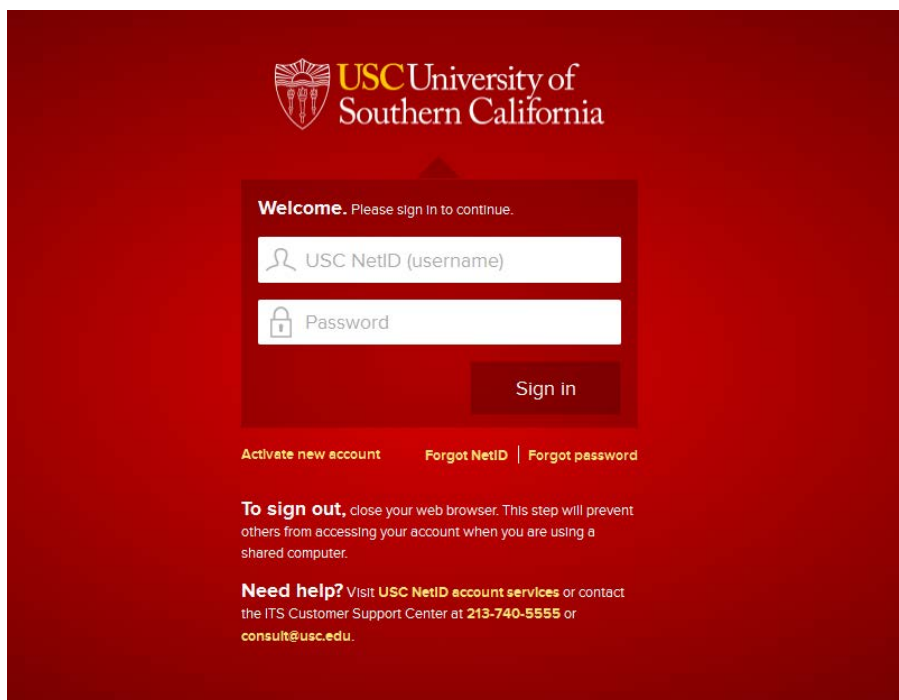 USC University of
Southern California
Welcome. Please sign in to continue.
USC NetID (username)
Password
Sign in
Activate new account Forgot NetID | Forgot password
To sign out, close your web browser. This step will prevent
others from accessing your account when you are using a
shared computer.
Need help? Visit USC NetID account services or contact
the ITS Customer Support Center at 213-740-5555 or
consult@usc.edu.